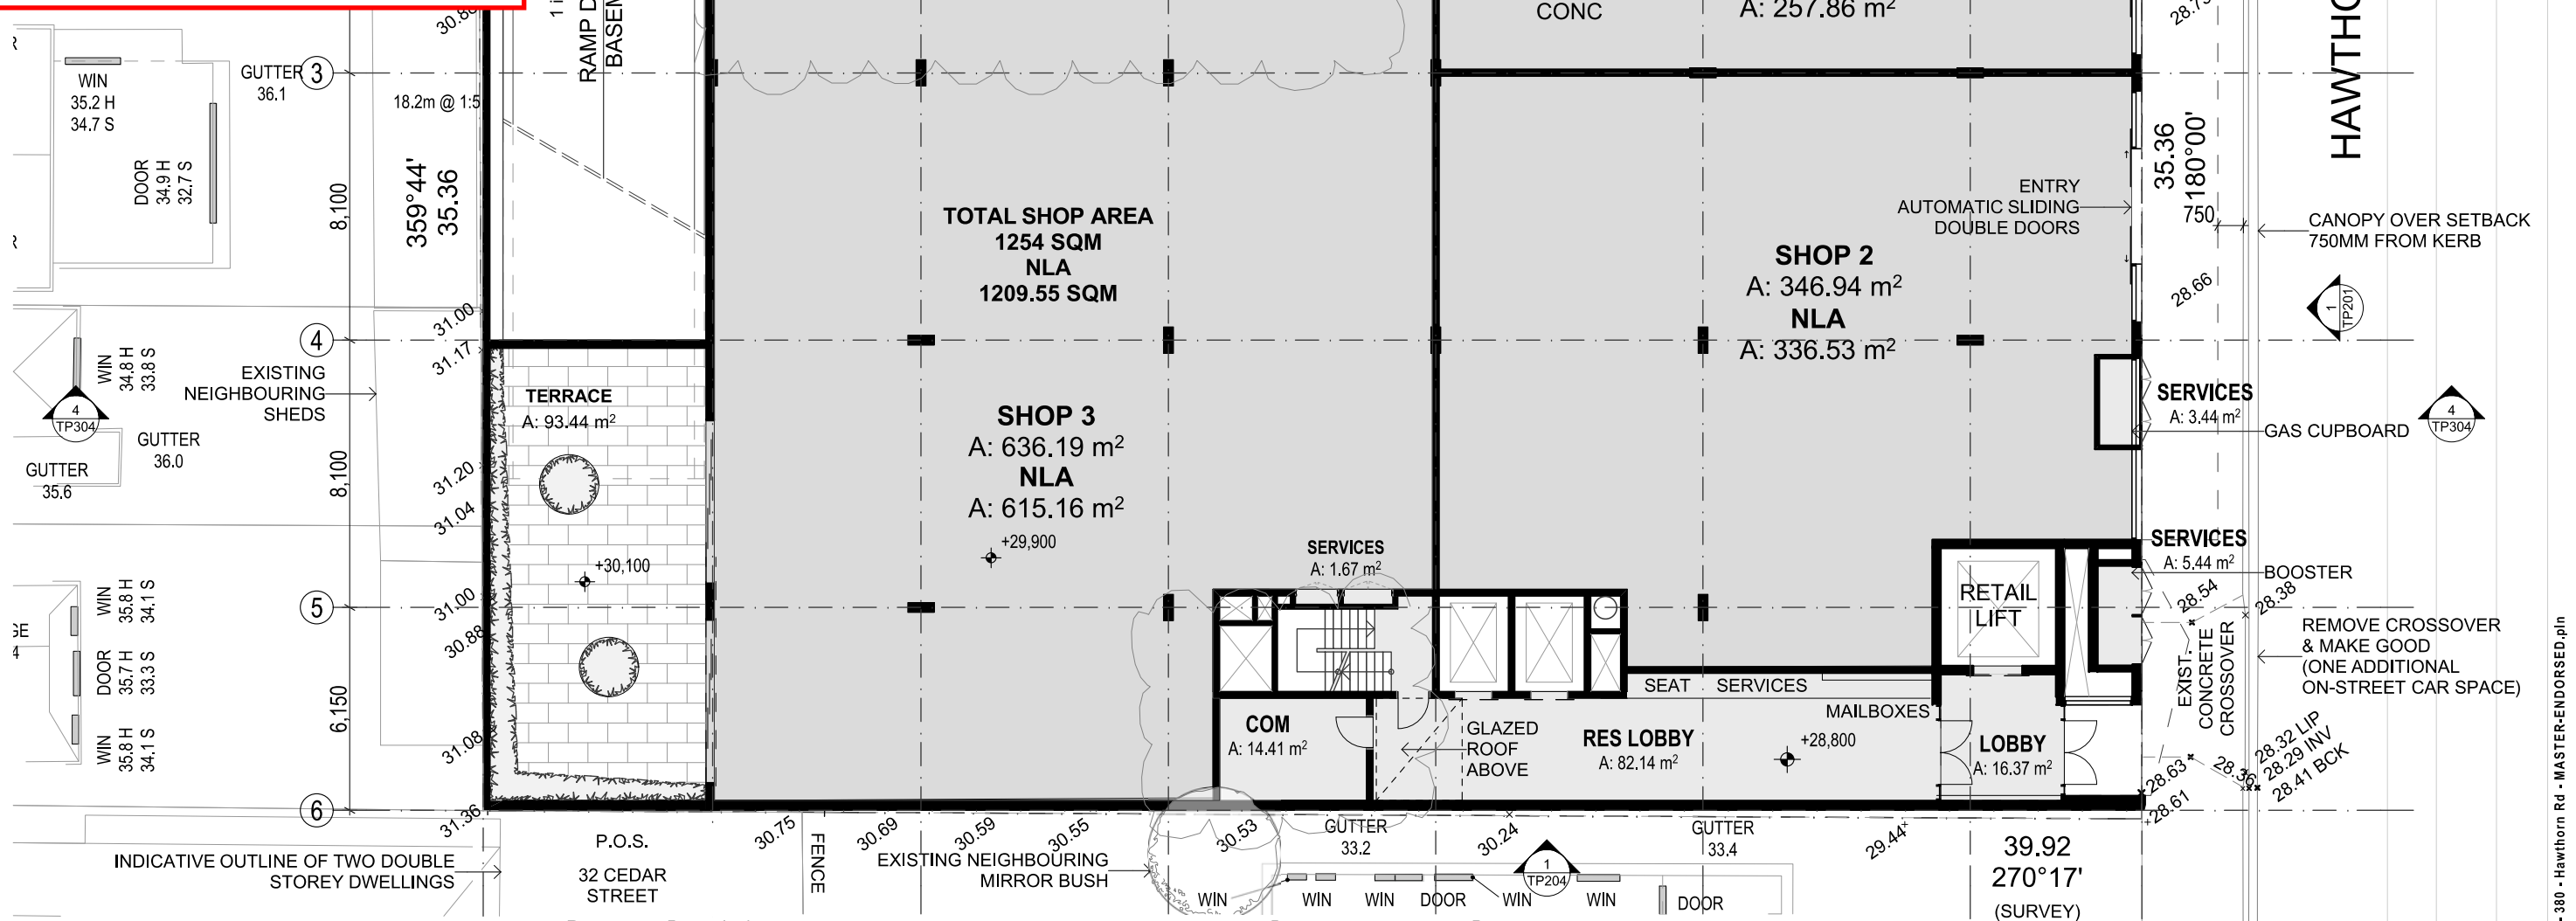 CONC
A: 257.86 m²
HAWTHO
RAMP D
BASEM
3
GUTTER
36.1
WIN
35.2 H
34.7 S
DOOR
34.9 H
32.7 S
18.2m @ 1:5
8,100
359°44'
35.36
TOTAL SHOP AREA
1254 SQM
NLA
1209.55 SQM
SHOP 2
A: 346.94 m²
NLA
A: 336.53 m²
ENTRY
AUTOMATIC SLIDING
DOUBLE DOORS
35.36
180°00'
750
28.66
CANOPY OVER SETBACK
750MM FROM KERB
1
TP201
4
31.00
31.17
WIN
34.8 H
33.8 S
4
TP304
EXISTING
NEIGHBOURING
SHEDS
GUTTER
36.0
GUTTER
35.6
8,100
31.20
31.04
TERRACE
A: 93.44 m²
+30,100
SHOP 3
A: 636.19 m²
NLA
A: 615.16 m²
+29,900
SERVICES
A: 1.67 m²
SERVICES
A: 3.44 m²
GAS CUPBOARD
4
TP304
SERVICES
A: 5.44 m²
BOOSTER
28.54
28.38
RETAIL
LIFT
5
31.00
30.88
WIN
35.8 H
34.1 S
DOOR
35.7 H
33.3 S
WIN
35.8 H
34.1 S
6,150
31.08
EXIST.
CONCRETE
CROSSOVER
REMOVE CROSSOVER
& MAKE GOOD
(ONE ADDITIONAL
ON-STREET CAR SPACE)
SEAT
SERVICES
MAILBOXES
COM
A: 14.41 m²
GLAZED
ROOF
ABOVE
RES LOBBY
A: 82.14 m²
+28,800
LOBBY
A: 16.37 m²
28.63
28.61
28.36
28.32 LIP
28.29 INV
28.41 BCK
6
31.36
30.75
30.69
30.59
30.55
30.53
GUTTER
33.2
30.24
GUTTER
33.4
29.44
39.92
270°17'
(SURVEY)
INDICATIVE OUTLINE OF TWO DOUBLE
STOREY DWELLINGS
P.O.S.
32 CEDAR
STREET
FENCE
EXISTING NEIGHBOURING
MIRROR BUSH
1
TP204
WIN
WIN
WIN
DOOR
WIN
WIN
DOOR
380 - Hawthorn Rd - MASTER-ENDORSED.pln